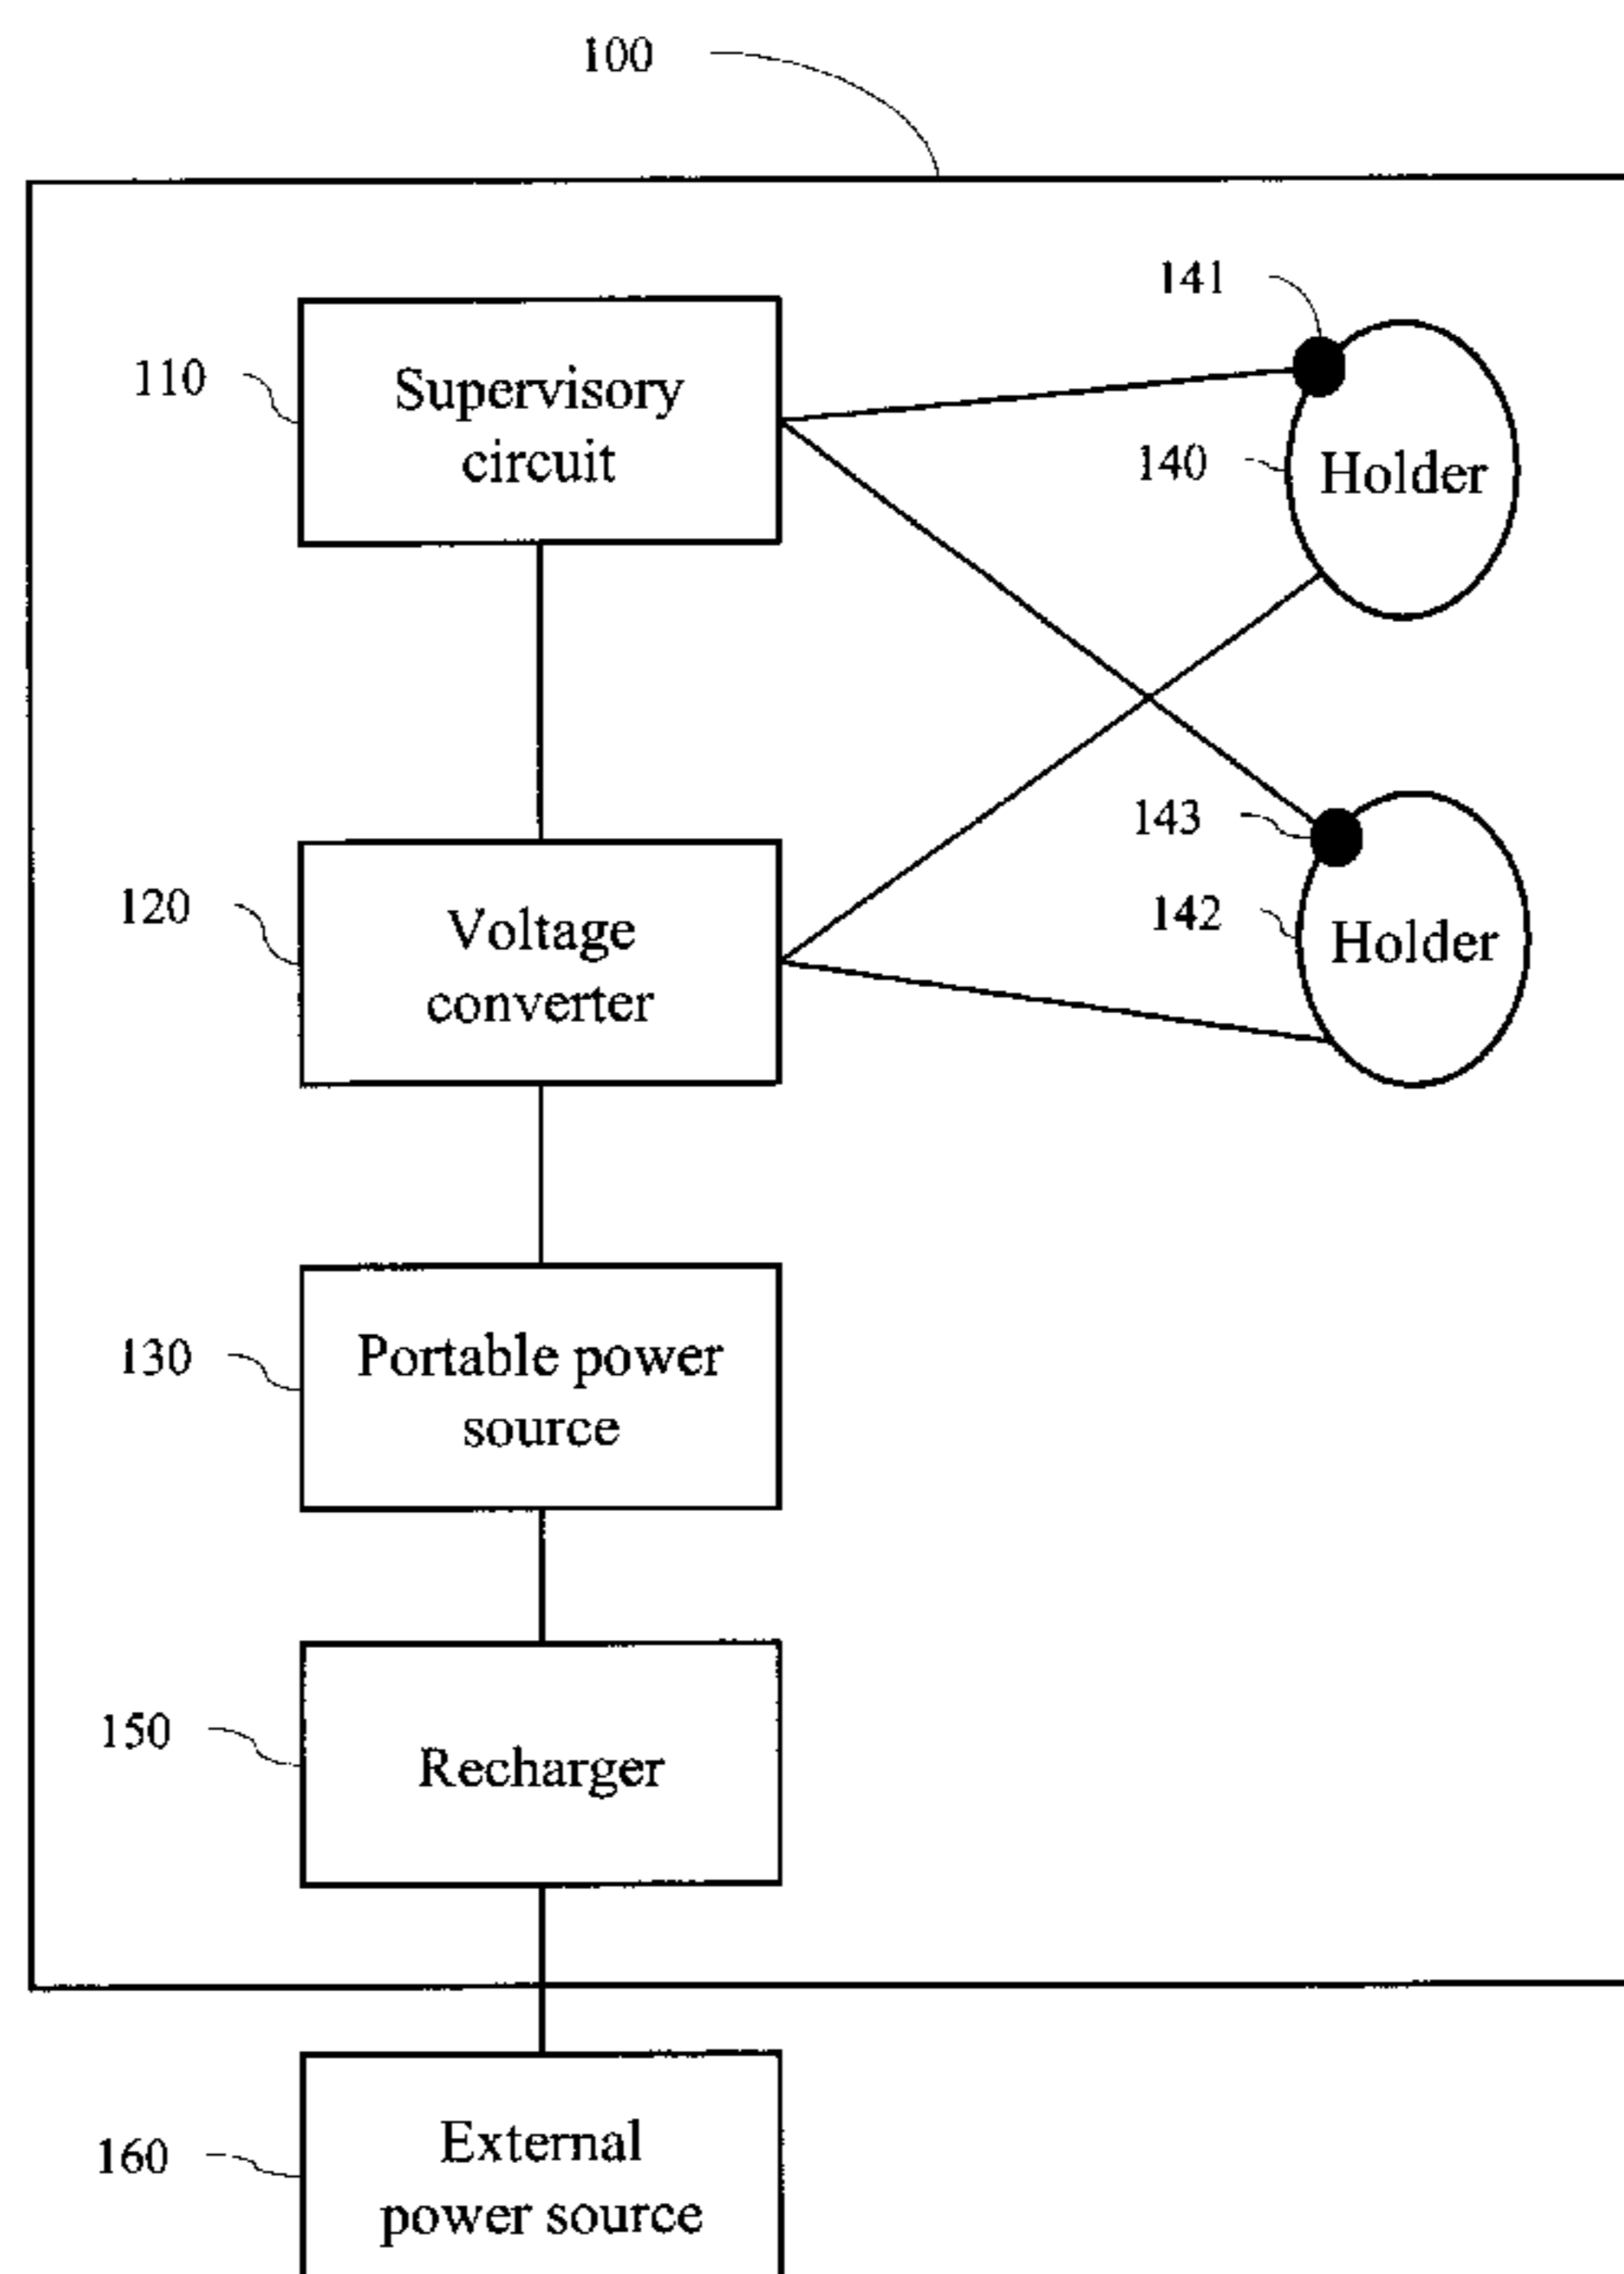 100
141
110
Supervisory
circuit
140
Holder
143
120
Voltage
converter
142
Holder
130
Portable power
source
150
Recharger
160
External
power source